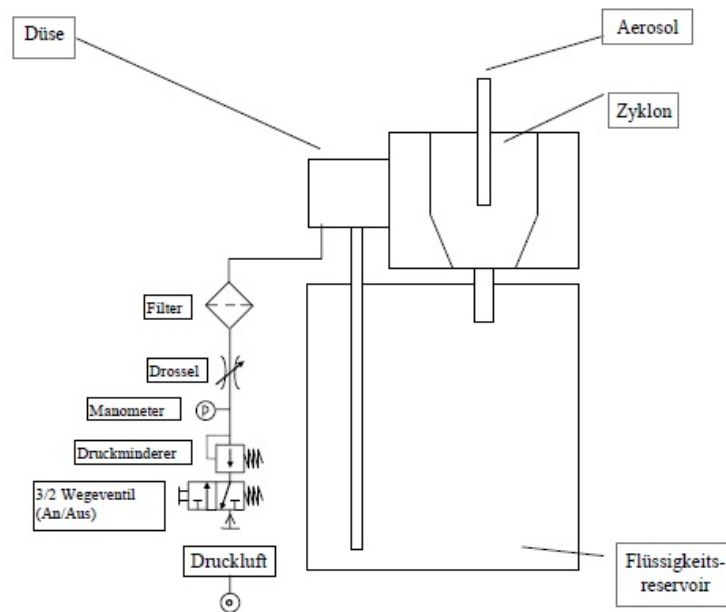 Düse
Aerosol
Zyklon
Filter
Drossel
Manometer
P
Druckminderer
3/2 Wegeventil
(An/Aus)
Druckluft
Flüssigkeits-
reservoir